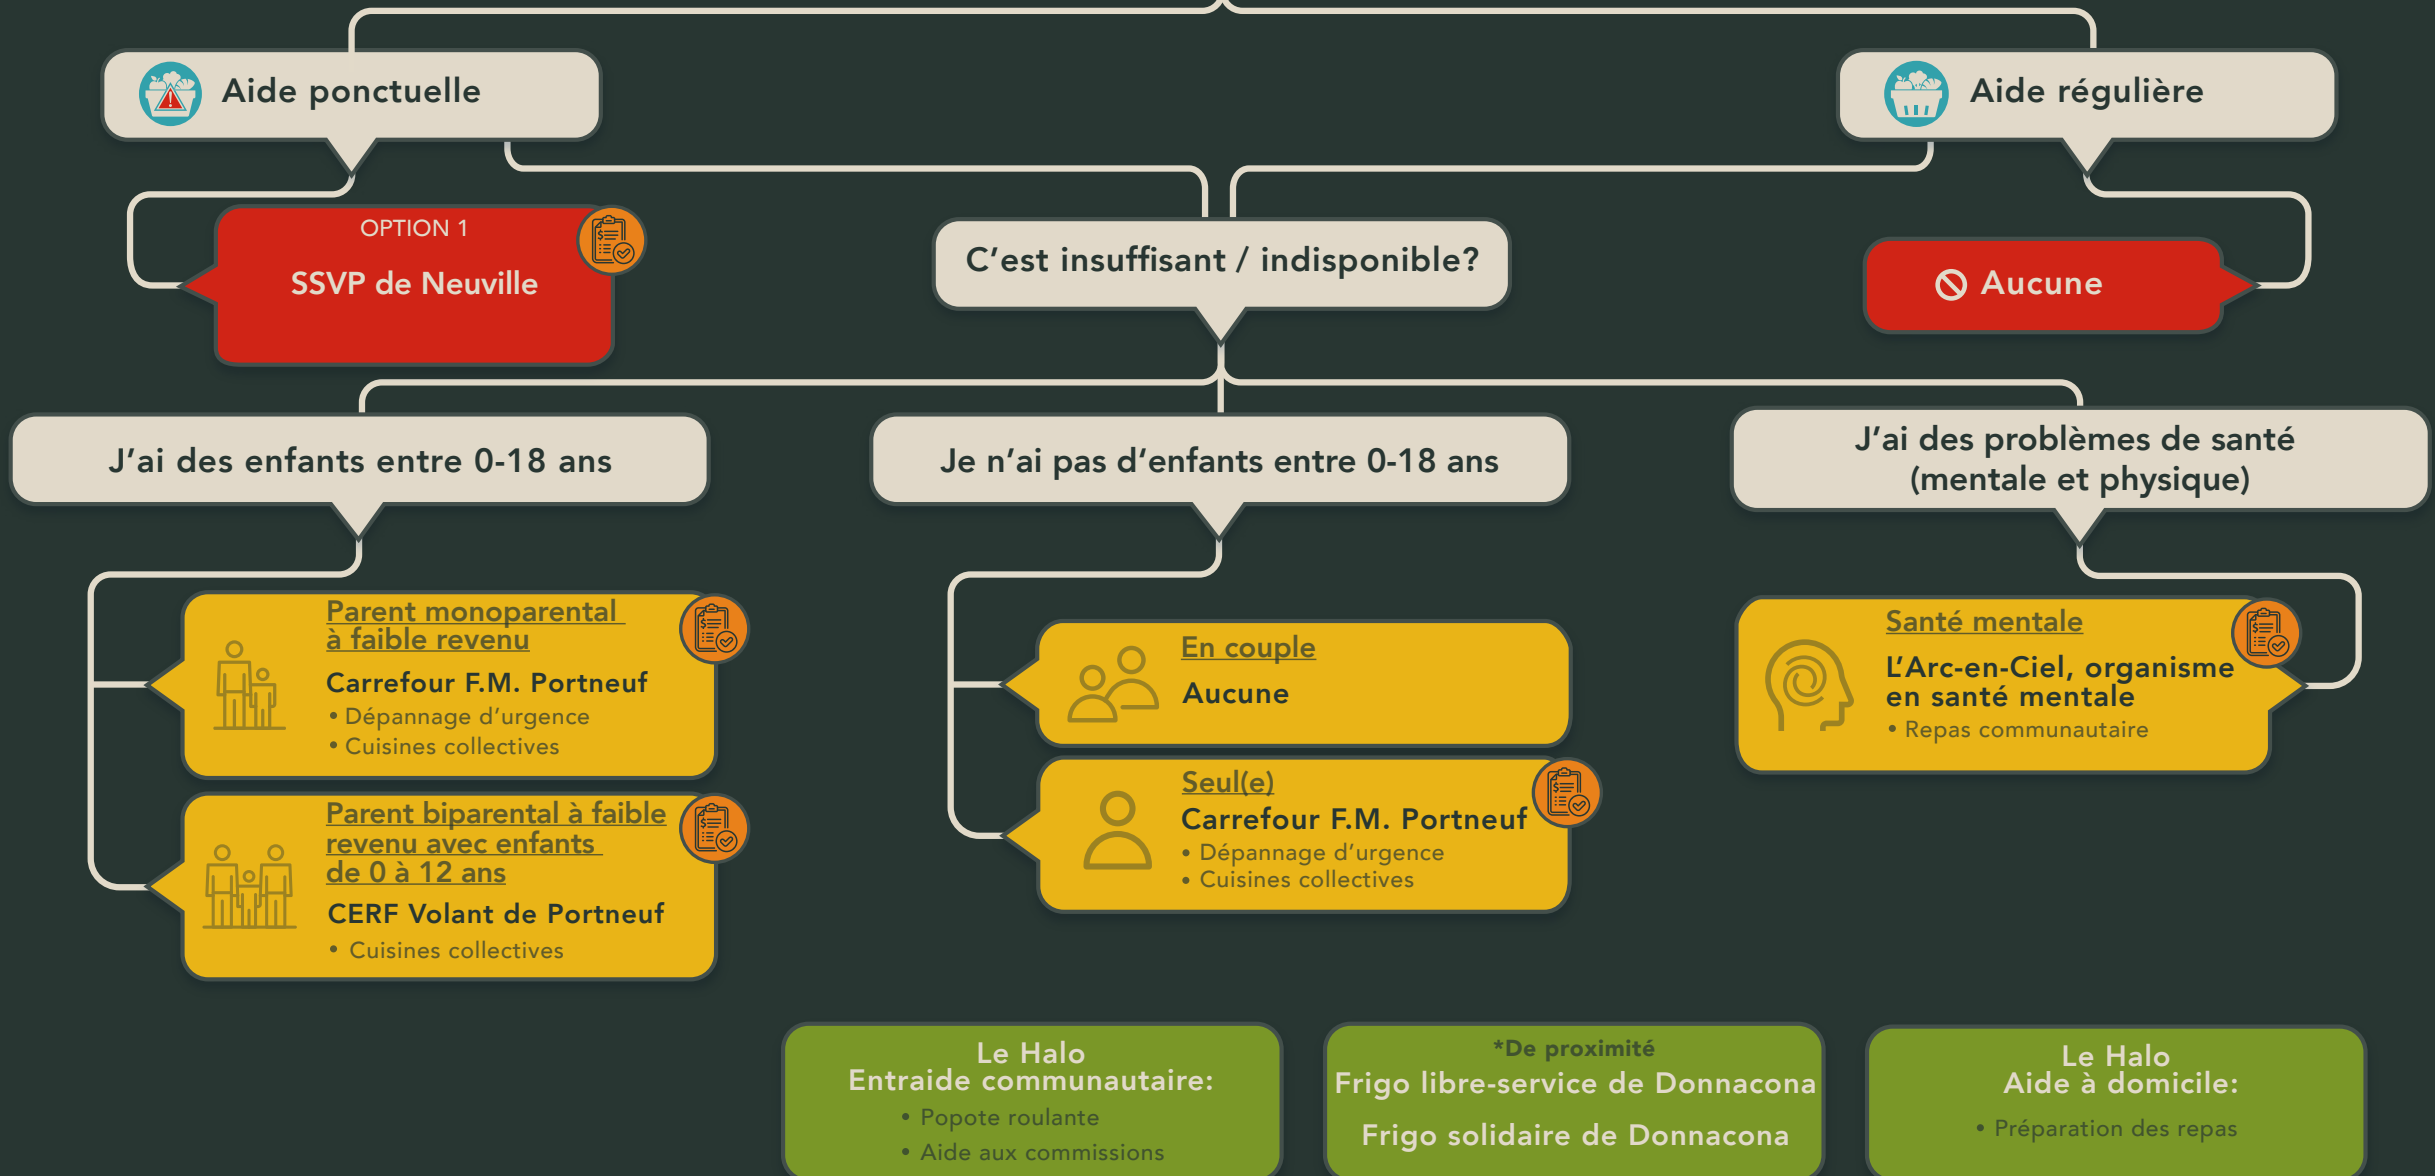 Aide ponctuelle
Aide régulière
OPTION 1
SSVP de Neuville
C'est insuffisant / indisponible?
Aucune
J'ai des enfants entre 0-18 ans
Je n'ai pas d'enfants entre 0-18 ans
J'ai des problèmes de santé
(mentale et physique)
Parent monoparental
à faible revenu
Carrefour F.M. Portneuf
• Dépannage d'urgence
• Cuisines collectives
Parent biparental à faible
revenu avec enfants
de 0 à 12 ans
CERF Volant de Portneuf
• Cuisines collectives
En couple
Aucune
Seul(e)
Carrefour F.M. Portneuf
• Dépannage d'urgence
• Cuisines collectives
Santé mentale
L'Arc-en-Ciel, organisme
en santé mentale
• Repas communautaire
Le Halo
Entraide communautaire:
• Popote roulante
• Aide aux commissions
*De proximité
Frigo libre-service de Donnacona
Frigo solidaire de Donnacona
Le Halo
Aide à domicile:
• Préparation des repas